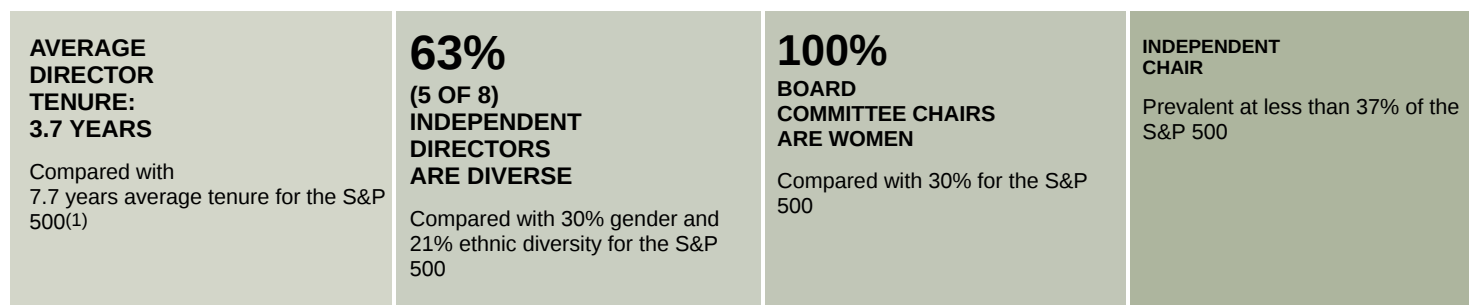 AVERAGE
DIRECTOR
TENURE:
3.7 YEARS
Compared with
7.7 years average tenure for the S&P
500(1)
63%
(5 OF 8)
INDEPENDENT
DIRECTORS
ARE DIVERSE
Compared with 30% gender and
21% ethnic diversity for the S&P
500
100%
BOARD
COMMITTEE CHAIRS
ARE WOMEN
Compared with 30% for the S&P
500
INDEPENDENT
CHAIR
Prevalent at less than 37% of the
S&P 500